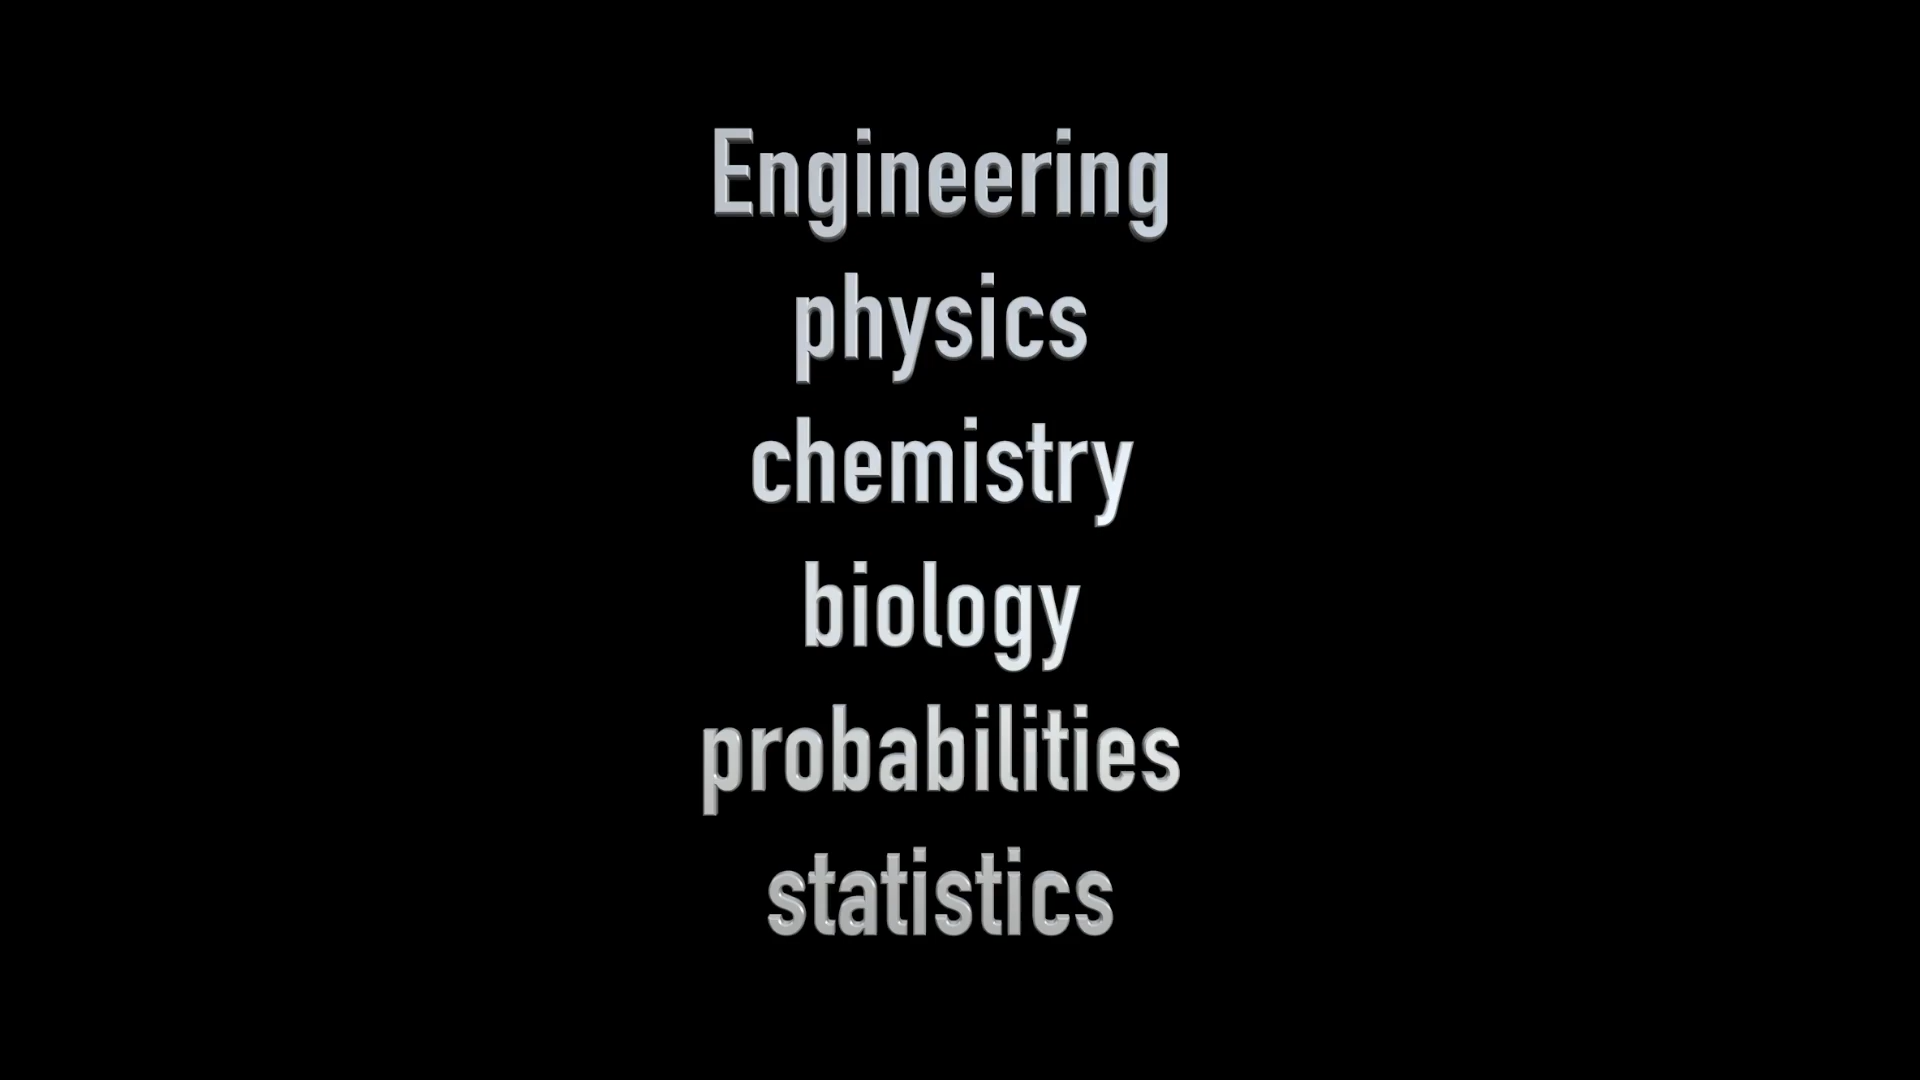 Engineering
physics
chemistry
biology
probabilities
statistics